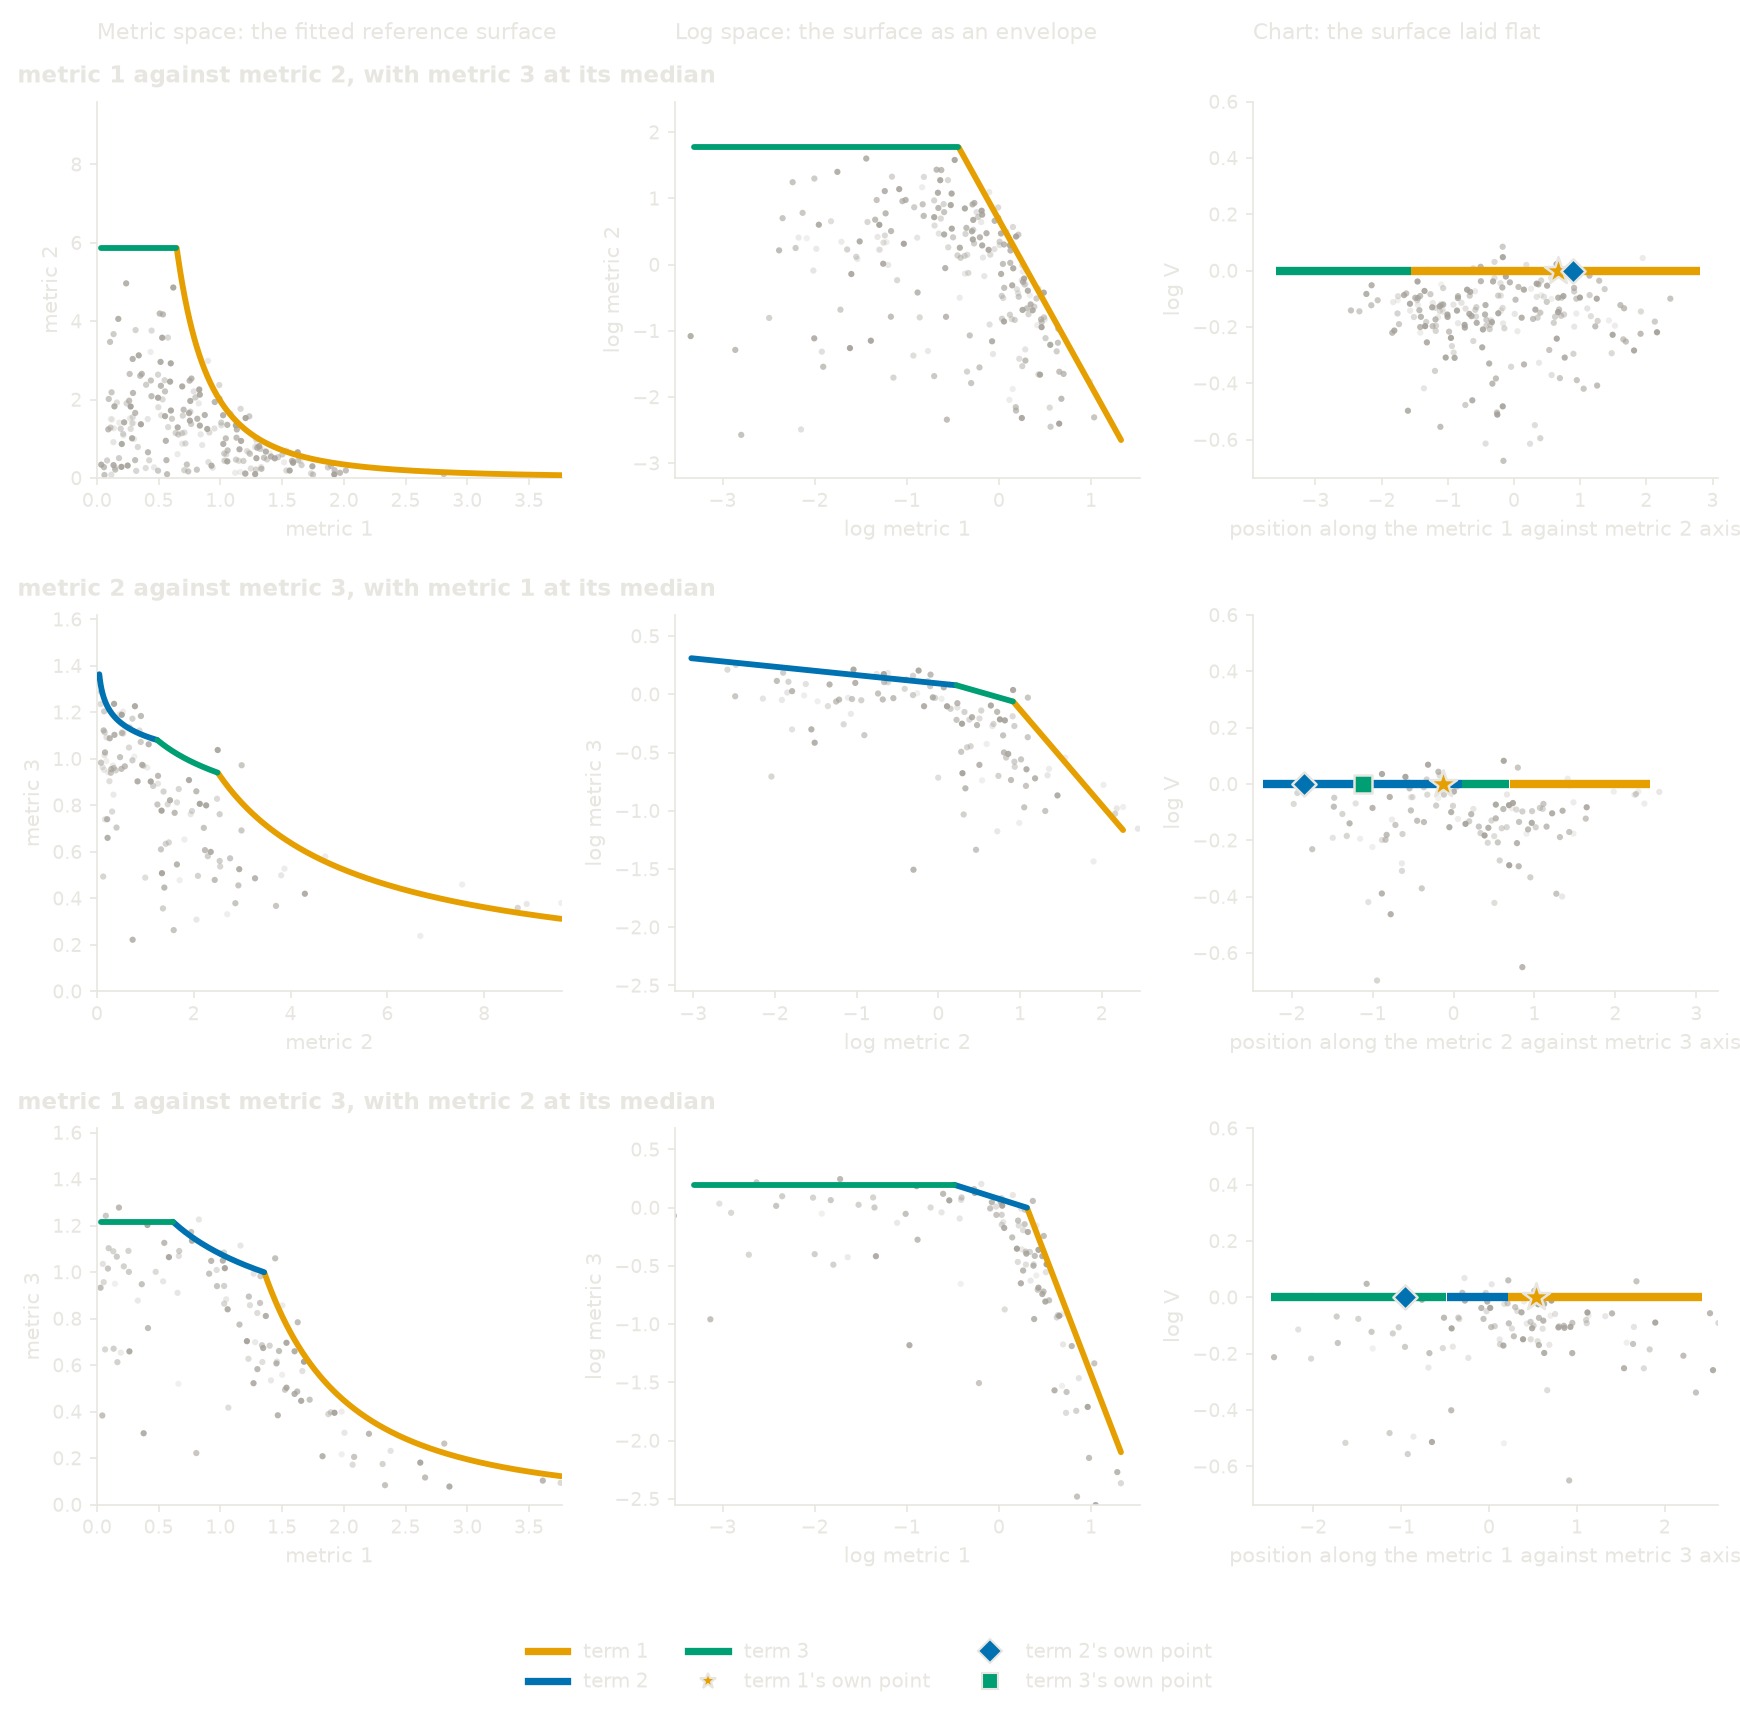 Metric space: the fitted reference surface
Log space: the surface as an envelope
Chart: the surface laid flat
metric 1 against metric 2, with metric 3 at its median
metric 2
8
6
4
2
0
0.0 0.5 1.0 1.5 2.0 2.5 3.0 3.5
metric 1
log metric 2
2
1
0
−1
−2
−3
−3 −2 −1 0 1
log metric 1
log V
0.6
0.4
0.2
0.0
−0.2
−0.4
−0.6
−3 −2 −1 0 1 2 3
position along the metric 1 against metric 2 axis
metric 2 against metric 3, with metric 1 at its median
metric 3
1.6
1.4
1.2
1.0
0.8
0.6
0.4
0.2
0.0
0 2 4 6 8
metric 2
log metric 3
0.5
0.0
−0.5
−1.0
−1.5
−2.0
−2.5
−3 −2 −1 0 1 2
log metric 2
log V
0.6
0.4
0.2
0.0
−0.2
−0.4
−0.6
−2 −1 0 1 2 3
position along the metric 2 against metric 3 axis
metric 1 against metric 3, with metric 2 at its median
metric 3
1.6
1.4
1.2
1.0
0.8
0.6
0.4
0.2
0.0
0.0 0.5 1.0 1.5 2.0 2.5 3.0 3.5
metric 1
log metric 3
0.5
0.0
−0.5
−1.0
−1.5
−2.0
−2.5
−3 −2 −1 0 1
log metric 1
log V
0.6
0.4
0.2
0.0
−0.2
−0.4
−0.6
−2 −1 0 1 2
position along the metric 1 against metric 3 axis
term 1
term 2
term 3
term 1's own point
term 2's own point
term 3's own point